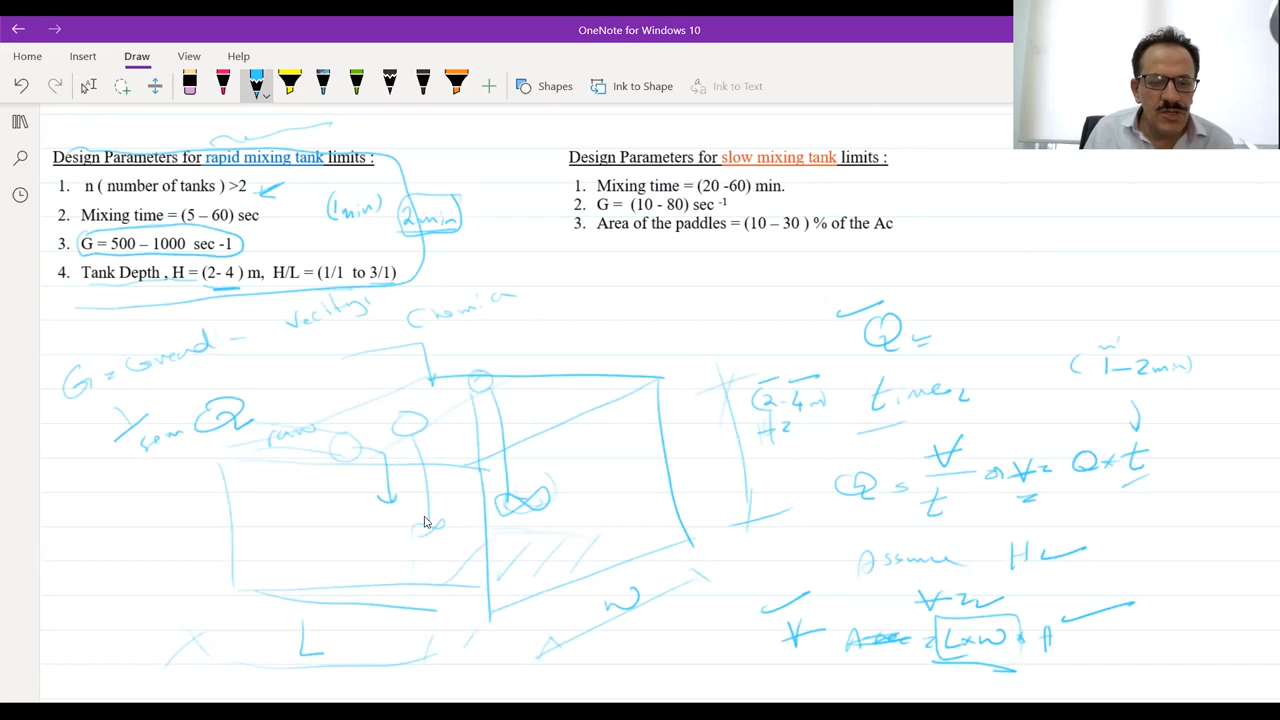 OneNote for Windows 10
Home Insert Draw View Help
Shapes Ink to Shape Ink to Text
Design Parameters for rapid mixing tank limits :
1. n ( number of tanks ) >2
2. Mixing time = (5 – 60) sec
3. G = 500 – 1000 sec -1
4. Tank Depth , H = (2- 4 ) m, H/L = (1/1 to 3/1)
(1min)
2 min
Design Parameters for slow mixing tank limits :
1. Mixing time = (20 -60) min.
2. G = (10 - 80) sec -1
3. Area of the paddles = (10 – 30 ) % of the Ac
G =
Q
L
W
(2-4m)
H=
Q =
(1-2min)
Q = V/t or V= Q×t
Assume H
V
V = L×W